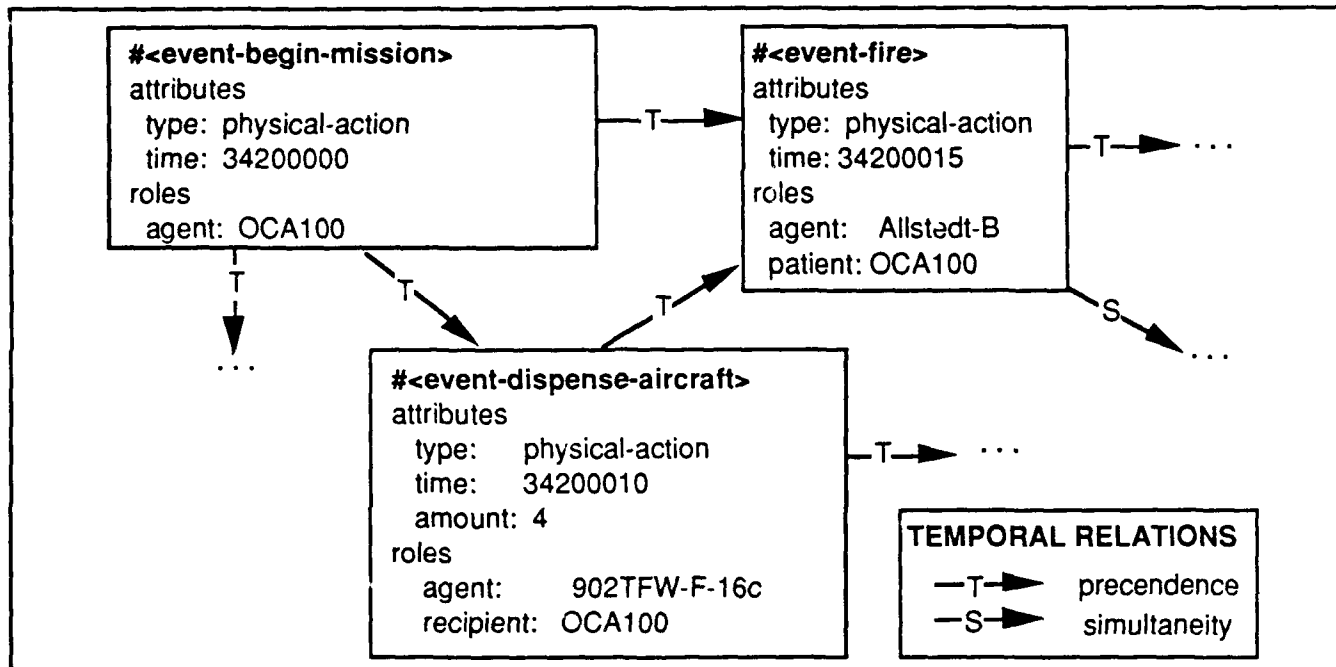 #<event-begin-mission>
attributes
type: physical-action
time: 34200000
roles
agent: OCA100
T
#<event-fire>
attributes
type: physical-action
time: 34200015
roles
agent: Allstedt-B
patient: OCA100
T
...
T
...
T
T
S
...
#<event-dispense-aircraft>
attributes
type: physical-action
time: 34200010
amount: 4
roles
agent: 902TFW-F-16c
recipient: OCA100
T
...
TEMPORAL RELATIONS
T precendence
S simultaneity